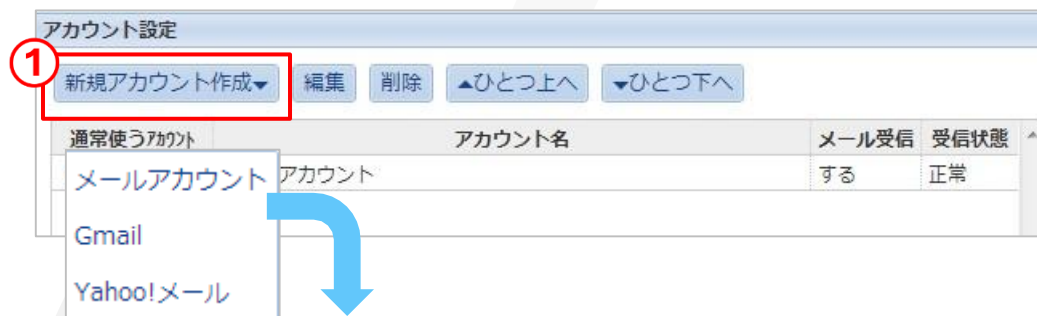 アカウント設定
①
新規アカウント作成▼ 編集 削除 ▲ひとつ上へ ▼ひとつ下へ
通常使うアカウント アカウント名 メール受信 受信状態
アカウント する 正常
メールアカウント
Gmail
Yahoo!メール